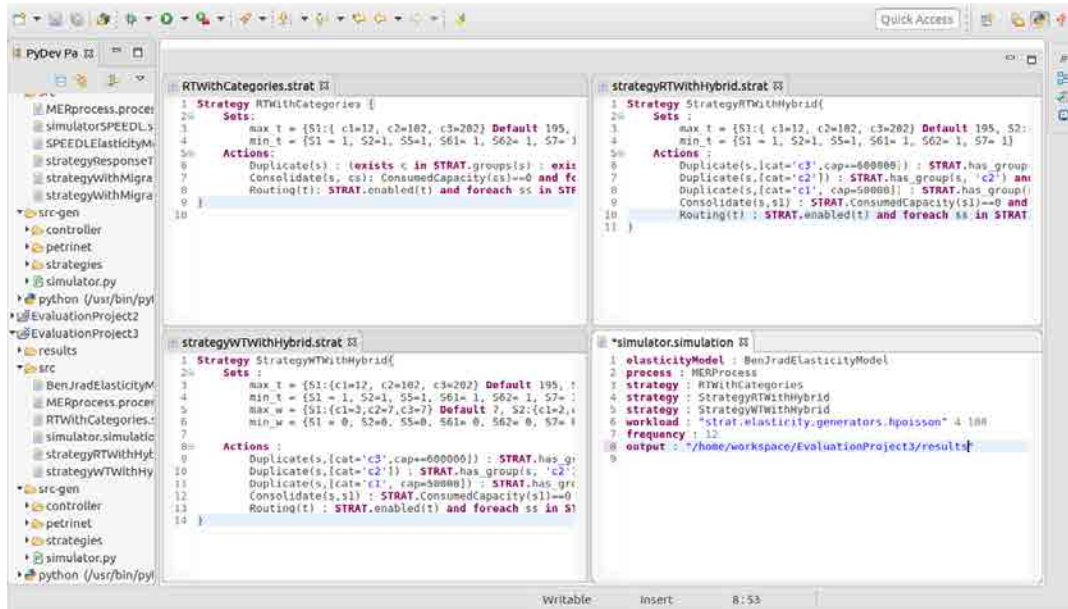 Quick Access
PyDev Pa
MERprocess.proces
simulatorSPEEDL.s
SPEEDLElasticityM
strategyResponseT
strategyWithMigra
strategyWithMigra
src-gen
controller
petrinet
strategies
simulator.py
python (/usr/bin/pyt
EvaluationProject2
EvaluationProject3
results
src
BenJradElasticityM
MERprocess.proces
RTWithCategories.s
simulator.simulatio
strategyRTWithHyb
strategyWTWithHy
src-gen
controller
petrinet
strategies
simulator.py
python (/usr/bin/pyt
RTWithCategories.strat
1 Strategy RTWithCategories {
2 Sets:
3 max_t = {S1:{ c1=12, c2=102, c3=202} Default 195,
4 min_t = {S1 = 1, S2=1, S5=1, S61= 1, S62= 1, S7= 1
5 Actions:
6 Duplicate(s) : (exists c in STRAT.groups(s) : exis
7 Consolidate(s, cs): ConsumedCapacity(cs)==0 and fo
8 Routing(t): STRAT.enabled(t) and foreach ss in STR
9 }
10
strategyRTWithHybrid.strat
1 Strategy StrategyRTWithHybrid{
2 Sets :
3 max_t = {S1:{ c1=12, c2=102, c3=202} Default 195, S2:
4 min_t = {S1 = 1, S2=1, S5=1, S61= 1, S62= 1, S7= 1}
5 Actions :
6 Duplicate(s,[cat='c3',cap+=600000]) : STRAT.has_group
7 Duplicate(s,[cat='c2']) : STRAT.has_group(s, 'c2') and
8 Duplicate(s,[cat='c1', cap=50000]) : STRAT.has_group(
9 Consolidate(s,s1) : STRAT.ConsumedCapacity(s1)==0 and
10 Routing(t) : STRAT.enabled(t) and foreach ss in STRAT
11 }
strategyWTWithHybrid.strat
1 Strategy StrategyWTWithHybrid{
2 Sets :
3 max_t = {S1:{c1=12, c2=102, c3=202} Default 195,
4 min_t = {S1 = 1, S2=1, S5=1, S61= 1, S62= 1, S7=
5 max_w = {S1:{c1=3,c2=7,c3=7} Default 7, S2:{c1=2,
6 min_w = {S1 = 0, S2=0, S5=0, S61= 0, S62= 0, S7=
7
8 Actions :
9 Duplicate(s,[cat='c3',cap+=600000]) : STRAT.has_gr
10 Duplicate(s,[cat='c2']) : STRAT.has_group(s, 'c2'
11 Duplicate(s,[cat='c1', cap=50000]) : STRAT.has_gro
12 Consolidate(s,s1) : STRAT.ConsumedCapacity(s1)==0
13 Routing(t) : STRAT.enabled(t) and foreach ss in ST
14 }
*simulator.simulation
1 elasticityModel : BenJradElasticityModel
2 process : MERProcess
3 strategy : RTWithCategories
4 strategy : StrategyRTWithHybrid
5 strategy : StrategyWTWithHybrid
6 workload : "strat.elasticity.generators.hpoisson" 4 100
7 frequency : 12
8 output : "/home/workspace/EvaluationProject3/results"
9
Writable Insert 8:53